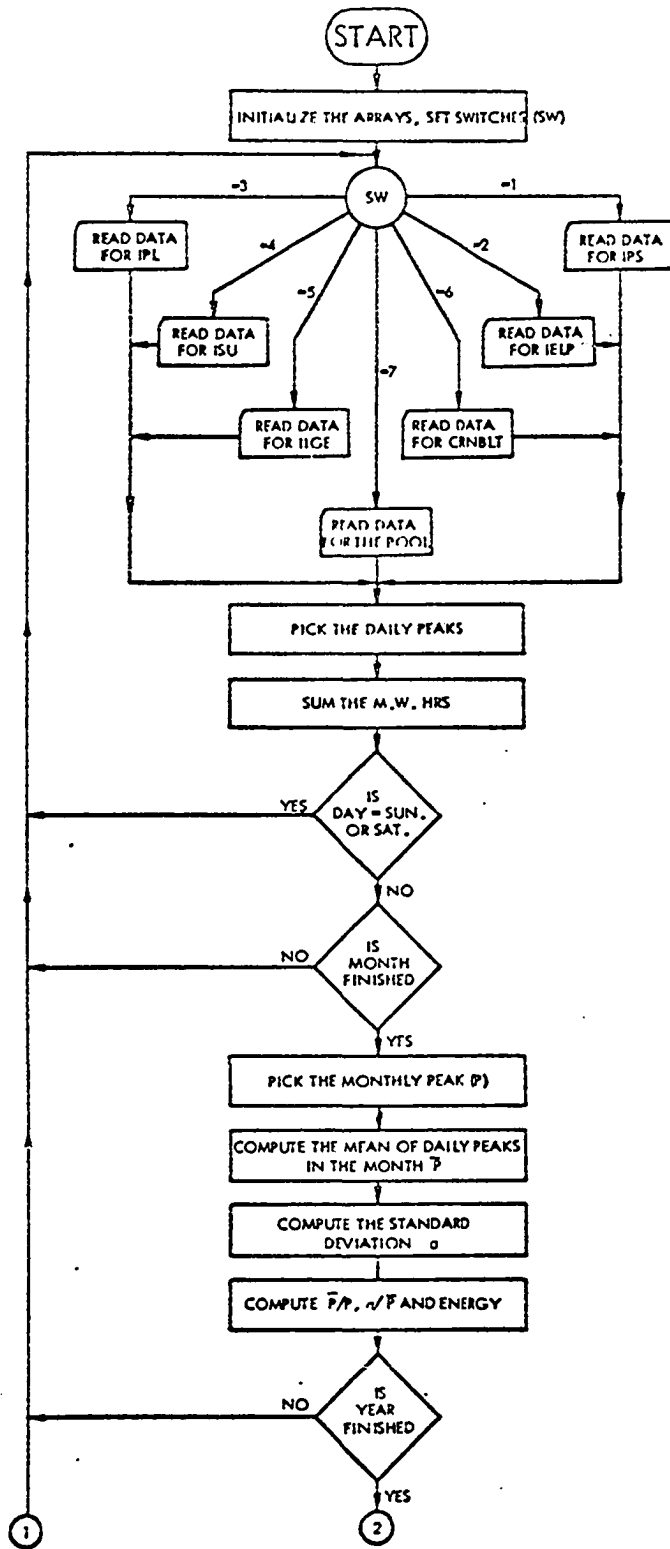 START
INITIALIZE THE ARRAYS, SET SWITCHES (SW)
SW
=3
=1
READ DATA
FOR IPL
READ DATA
FOR IPS
=4
=2
=5
=6
READ DATA
FOR ISU
READ DATA
FOR IELP
=7
READ DATA
FOR IIGE
READ DATA
FOR CRNBLT
READ DATA
FOR THE POOL
PICK THE DAILY PEAKS
SUM THE M.W. HRS
IS
DAY = SUN.
OR SAT.
YES
NO
IS
MONTH
FINISHED
NO
YES
PICK THE MONTHLY PEAK (P)
COMPUTE THE MEAN OF DAILY PEAKS
IN THE MONTH P̅
COMPUTE THE STANDARD
DEVIATION
COMPUTE P̅/P, AND ENERGY
IS
YEAR
FINISHED
NO
YES
1
2